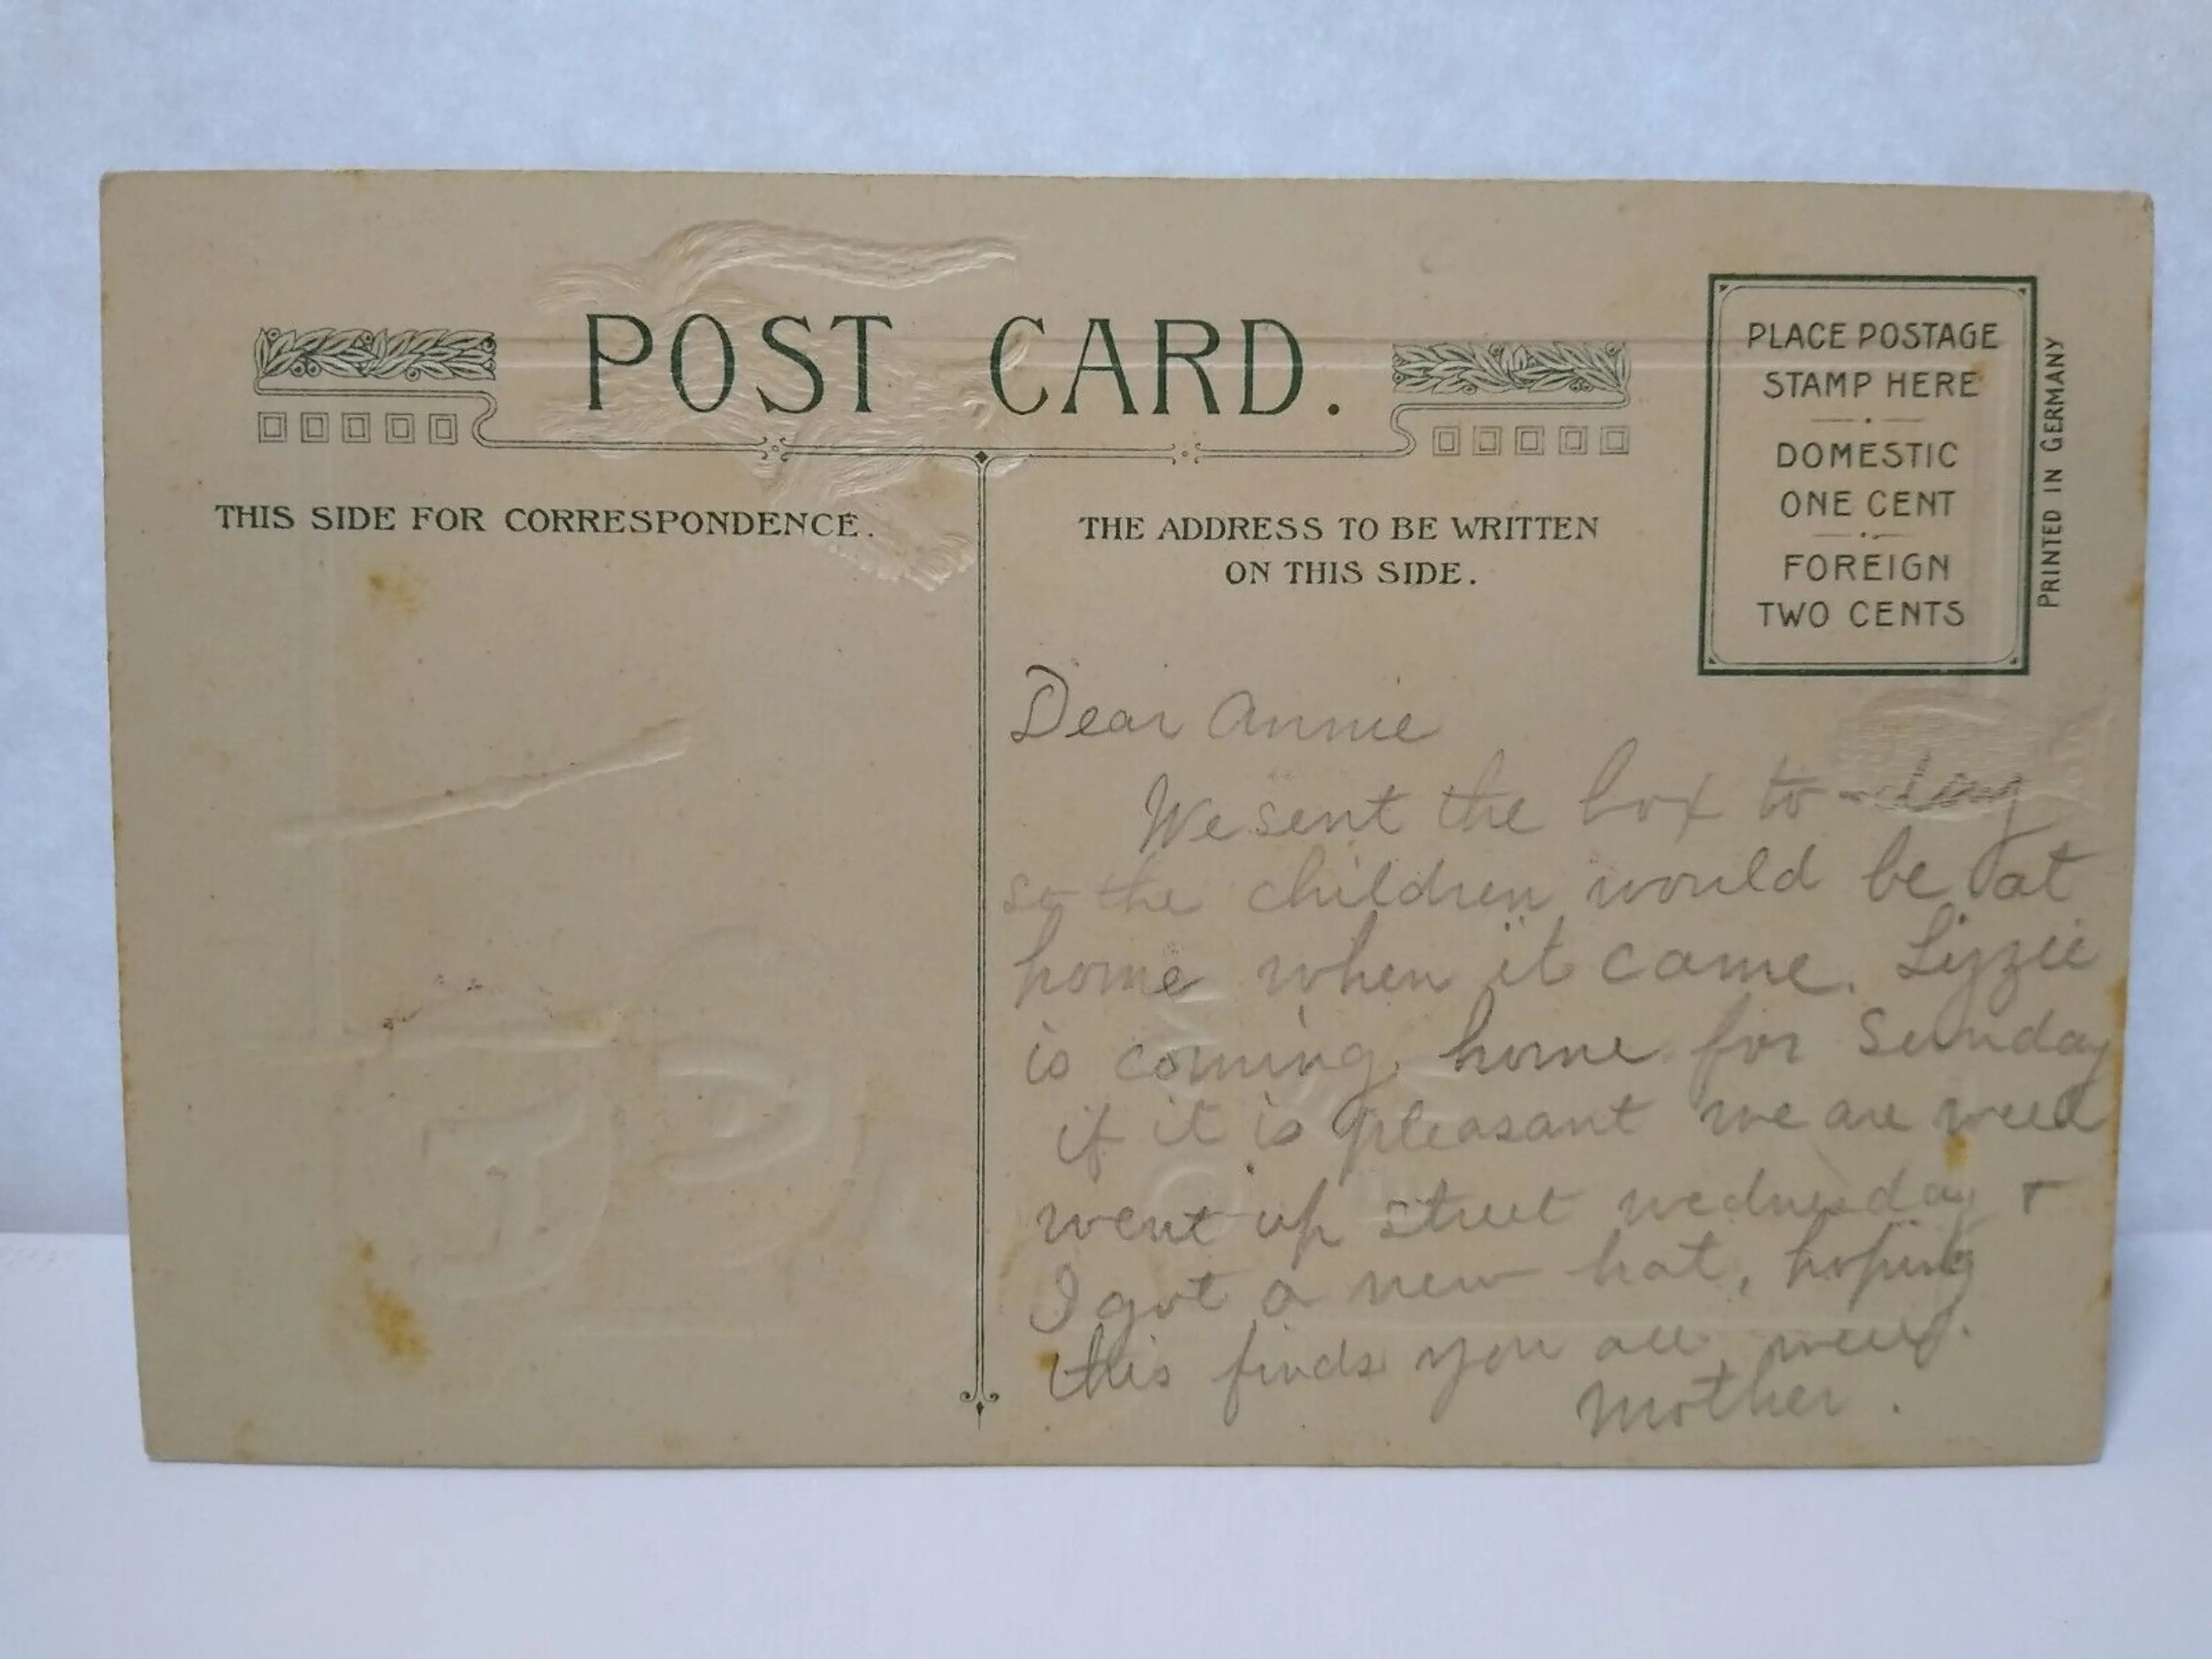 POST CARD.
THIS SIDE FOR CORRESPONDENCE.
THE ADDRESS TO BE WRITTEN
ON THIS SIDE.
PLACE POSTAGE
STAMP HERE
DOMESTIC
ONE CENT
FOREIGN
TWO CENTS
PRINTED IN GERMANY
Dear Annie
We sent the box to-day
so the children would be at
home when it came. Lizzie
is coming home for Sunday
if it is pleasant we are well
went up street wednesday +
I got a new hat, hoping
this finds you all well.
Mother.